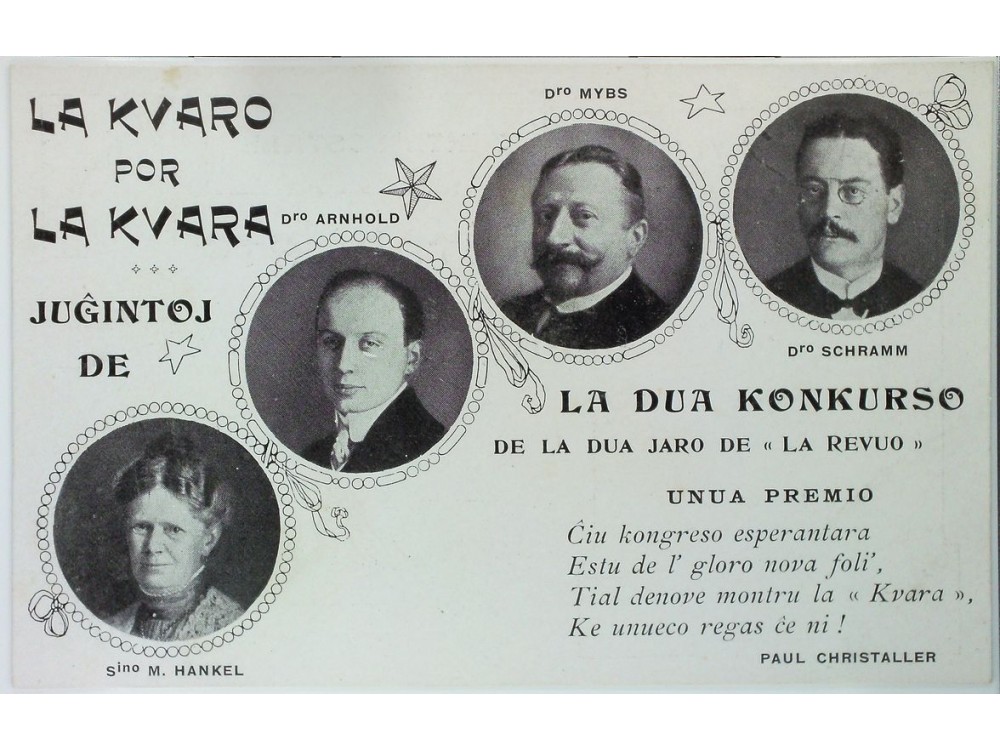 LA KVARO
POR
LA KVARA
JUĜINTOJ
DE
LA DUA KONKURSO
DE LA DUA JARO DE « LA REVUO »
Dro MYBS
Dro ARNHOLD
Dro SCHRAMM
Sino M. HANKEL
UNUA PREMIO
Ĉiu kongreso esperantara
Estu de l' gloro nova foli',
Tial denove montru la « Kvara »,
Ke unueco regas ĉe ni !
PAUL CHRISTALLER